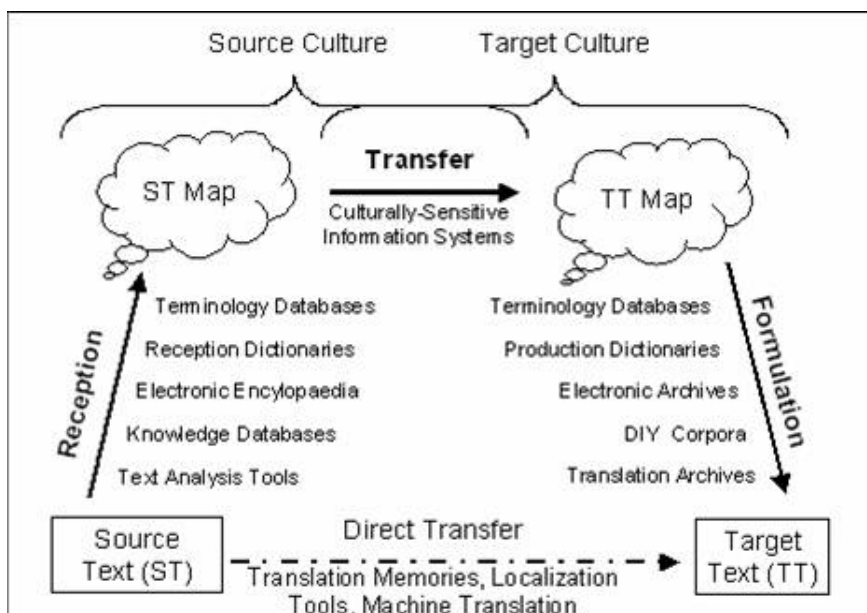 Source Culture
Target Culture
ST Map
Transfer
Culturally-Sensitive
Information Systems
TT Map
Reception
Terminology Databases
Reception Dictionaries
Electronic Encylopaedia
Knowledge Databases
Text Analysis Tools
Terminology Databases
Production Dictionaries
Electronic Archives
DIY Corpora
Translation Archives
Formulation
Source
Text (ST)
Direct Transfer
Translation Memories, Localization
Tools, Machine Translation
Target
Text (TT)